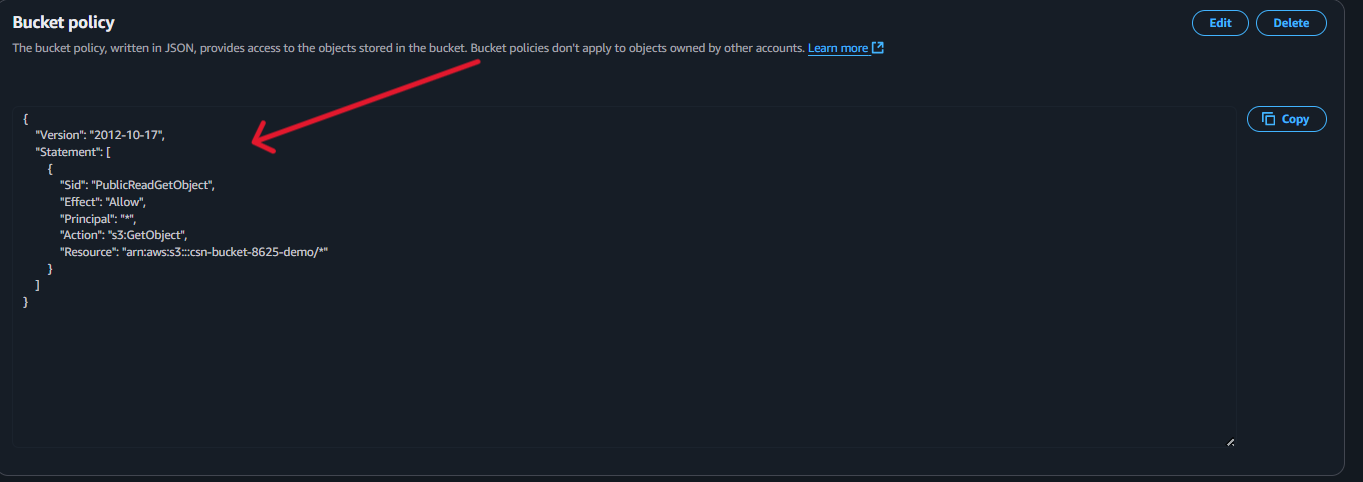 Bucket policy
Edit
Delete
The bucket policy, written in JSON, provides access to the objects stored in the bucket. Bucket policies don't apply to objects owned by other accounts. Learn more
Copy
{
"Version": "2012-10-17",
"Statement": [
{
"Sid": "PublicReadGetObject",
"Effect": "Allow",
"Principal": "*",
"Action": "s3:GetObject",
"Resource": "arn:aws:s3:::csn-bucket-8625-demo/*"
}
]
}